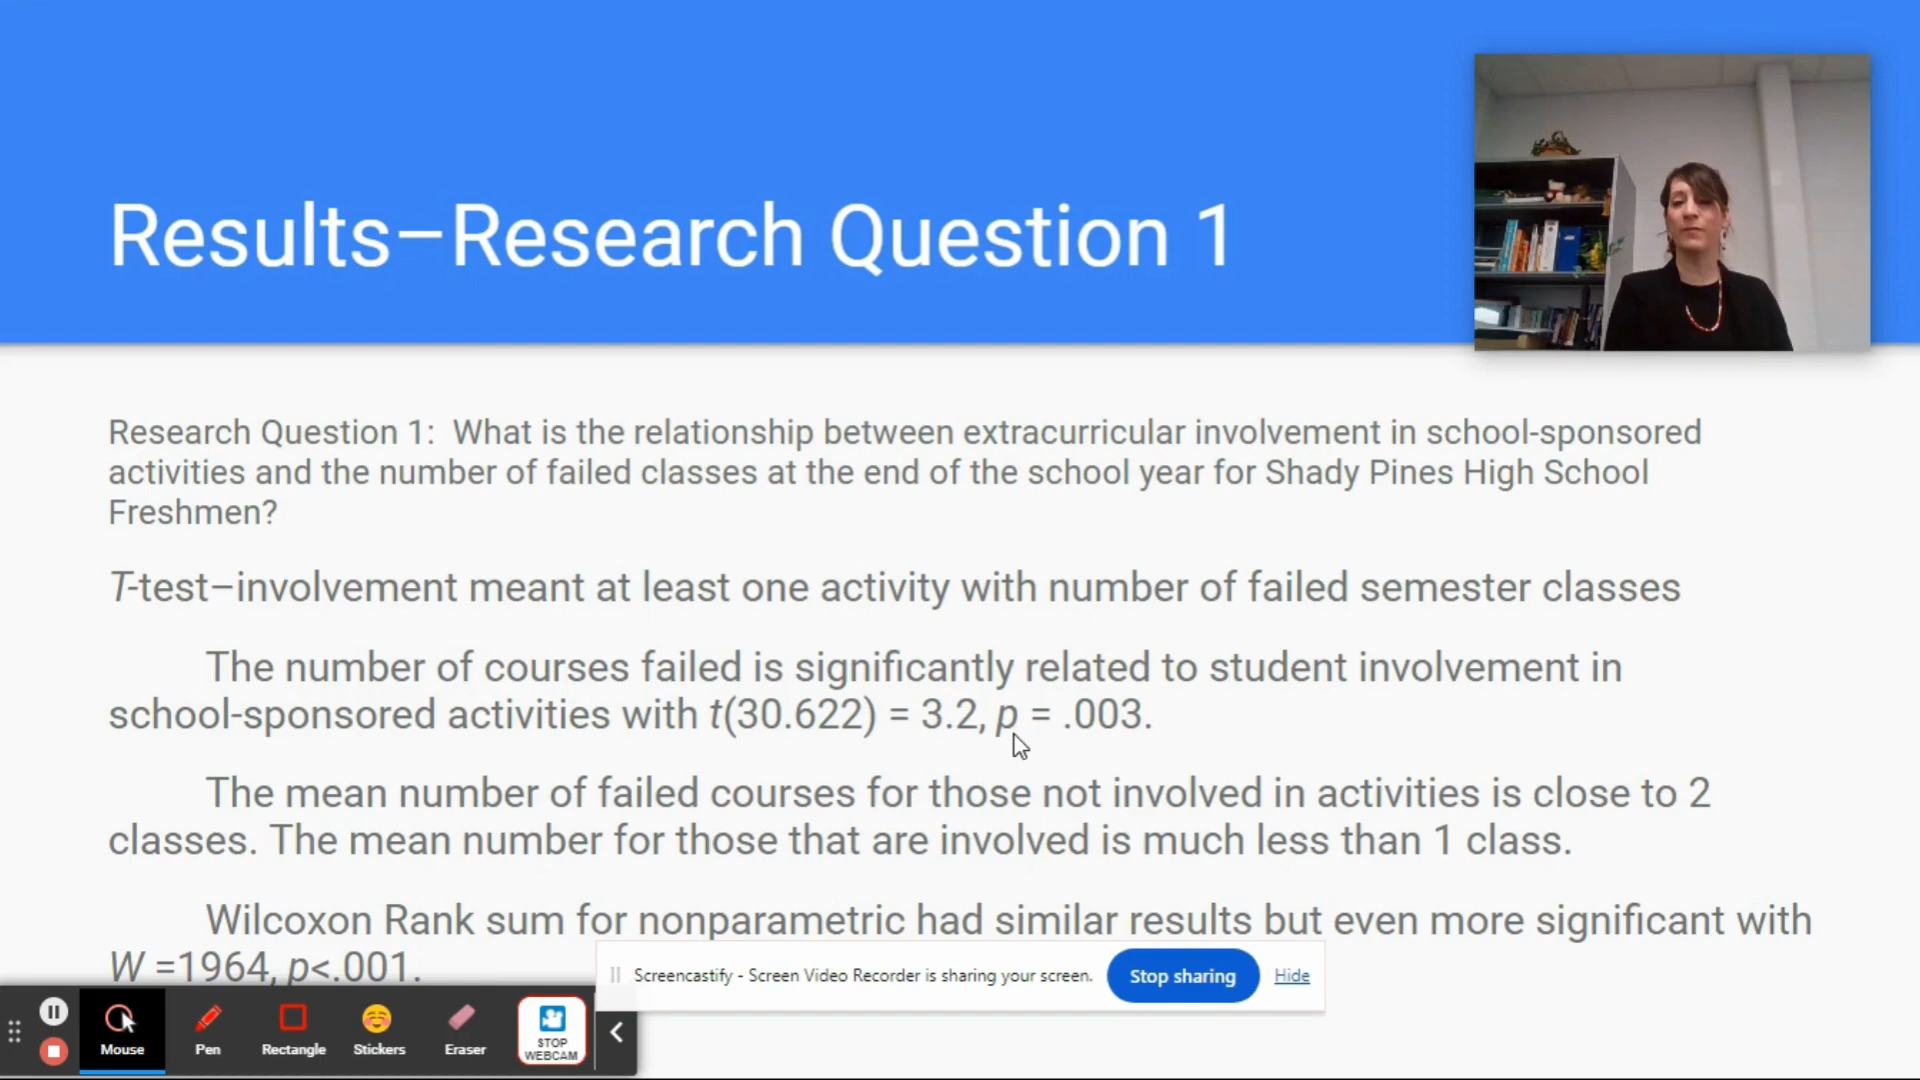 Results–Research Question 1
Research Question 1:  What is the relationship between extracurricular involvement in school-sponsored
activities and the number of failed classes at the end of the school year for Shady Pines High School
Freshmen?
T-test–involvement meant at least one activity with number of failed semester classes
The number of courses failed is significantly related to student involvement in
school-sponsored activities with t(30.622) = 3.2, p = .003.
The mean number of failed courses for those not involved in activities is close to 2
classes. The mean number for those that are involved is much less than 1 class.
Wilcoxon Rank sum for nonparametric had similar results but even more significant with
W =1964, p<.001.
Screencastify - Screen Video Recorder is sharing your screen.
Stop sharing
Hide
Mouse
Pen
Rectangle
Stickers
Eraser
STOP
WEBCAM